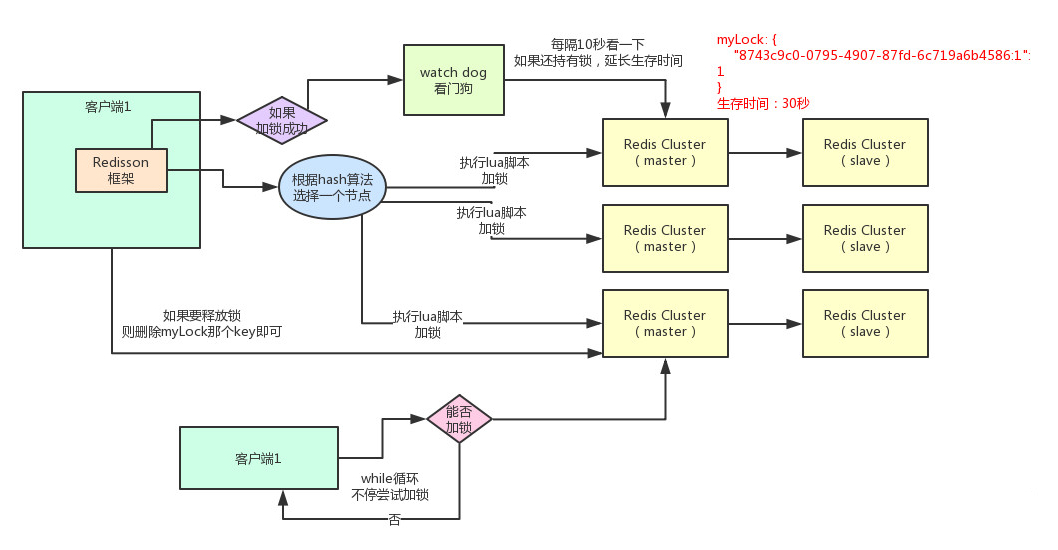 客户端1
Redisson
框架
如果
加锁成功
watch dog
看门狗
每隔10秒看一下
如果还持有锁，延长生存时间
myLock: {
"8743c9c0-0795-4907-87fd-6c719a6b4586:1":
1
}
生存时间：30秒
根据hash算法
选择一个节点
执行lua脚本
加锁
Redis Cluster
（master）
Redis Cluster
（slave）
执行lua脚本
加锁
Redis Cluster
（master）
Redis Cluster
（slave）
如果要释放锁
则删除myLock那个key即可
执行lua脚本
加锁
Redis Cluster
（master）
Redis Cluster
（slave）
客户端1
能否
加锁
while循环
不停尝试加锁
否